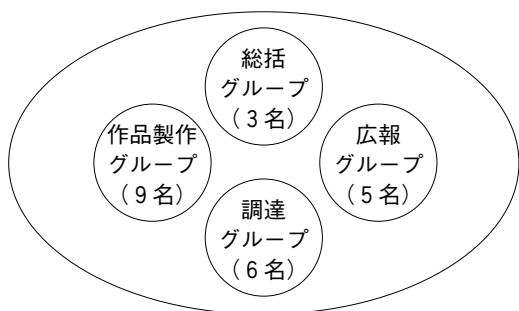 総括
グループ
（3名）
作品製作
グループ
（9名）
広報
グループ
（5名）
調達
グループ
（6名）